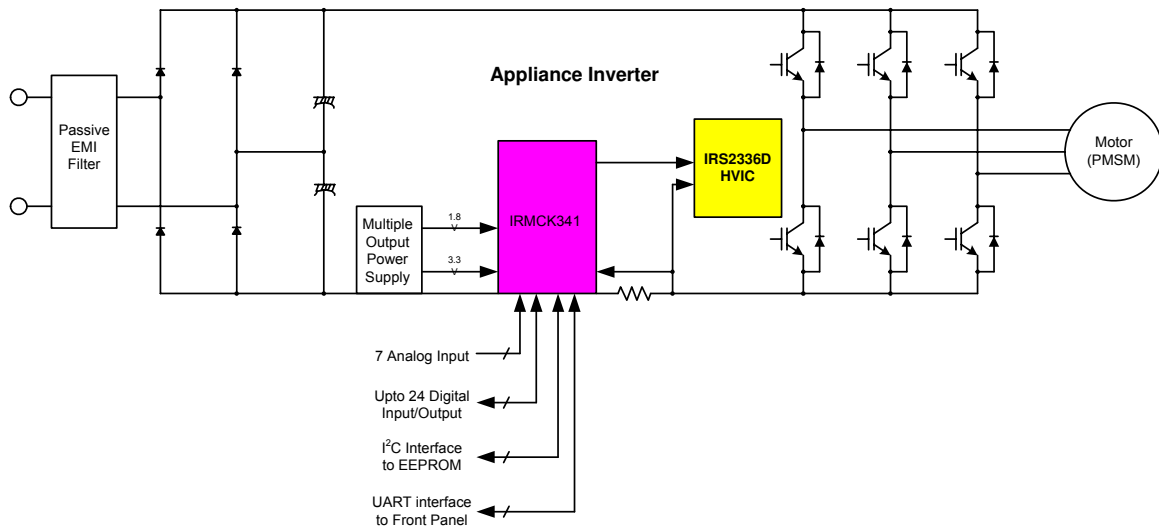 Appliance Inverter
Passive
EMI
Filter
IRS2336D
HVIC
Motor
(PMSM)
IRMCK341
Multiple
Output
Power
Supply
1.8
V
3.3
V
7 Analog Input
Upto 24 Digital
Input/Output
I²C Interface
to EEPROM
UART interface
to Front Panel